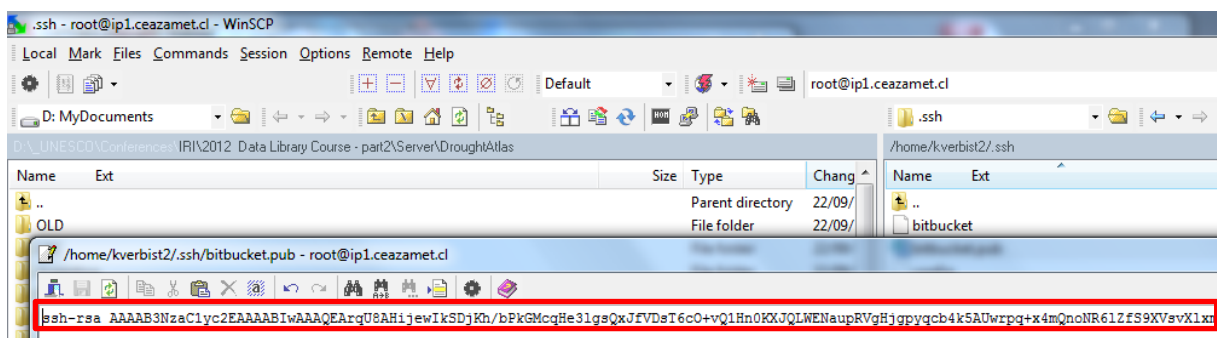 .ssh - root@ip1.ceazamet.cl - WinSCP
Local Mark Files Commands Session Options Remote Help
Default root@ip1.ceazamet.cl
D: MyDocuments .ssh
D:\_UNESCO\Conferences\IRI\2012 Data Library Course - part2\Server\DroughtAtlas /home/kverbist2/.ssh
Name Ext Size Type Chang Name Ext
.. Parent directory 22/09/ ..
OLD File folder 22/09/ bitbucket
/home/kverbist2/.ssh/bitbucket.pub - root@ip1.ceazamet.cl
ssh-rsa AAAAB3NzaC1yc2EAAAABIwAAAQEArqU8AHijewIkSDjKh/bPkGMcqHe3lgsQxJfVDsT6cO+vQ1Hn0KXJQLWENaupRVgHjgpyqcb4k5AUwrpq+x4mQnoNR61ZfS9XVsvXlxm